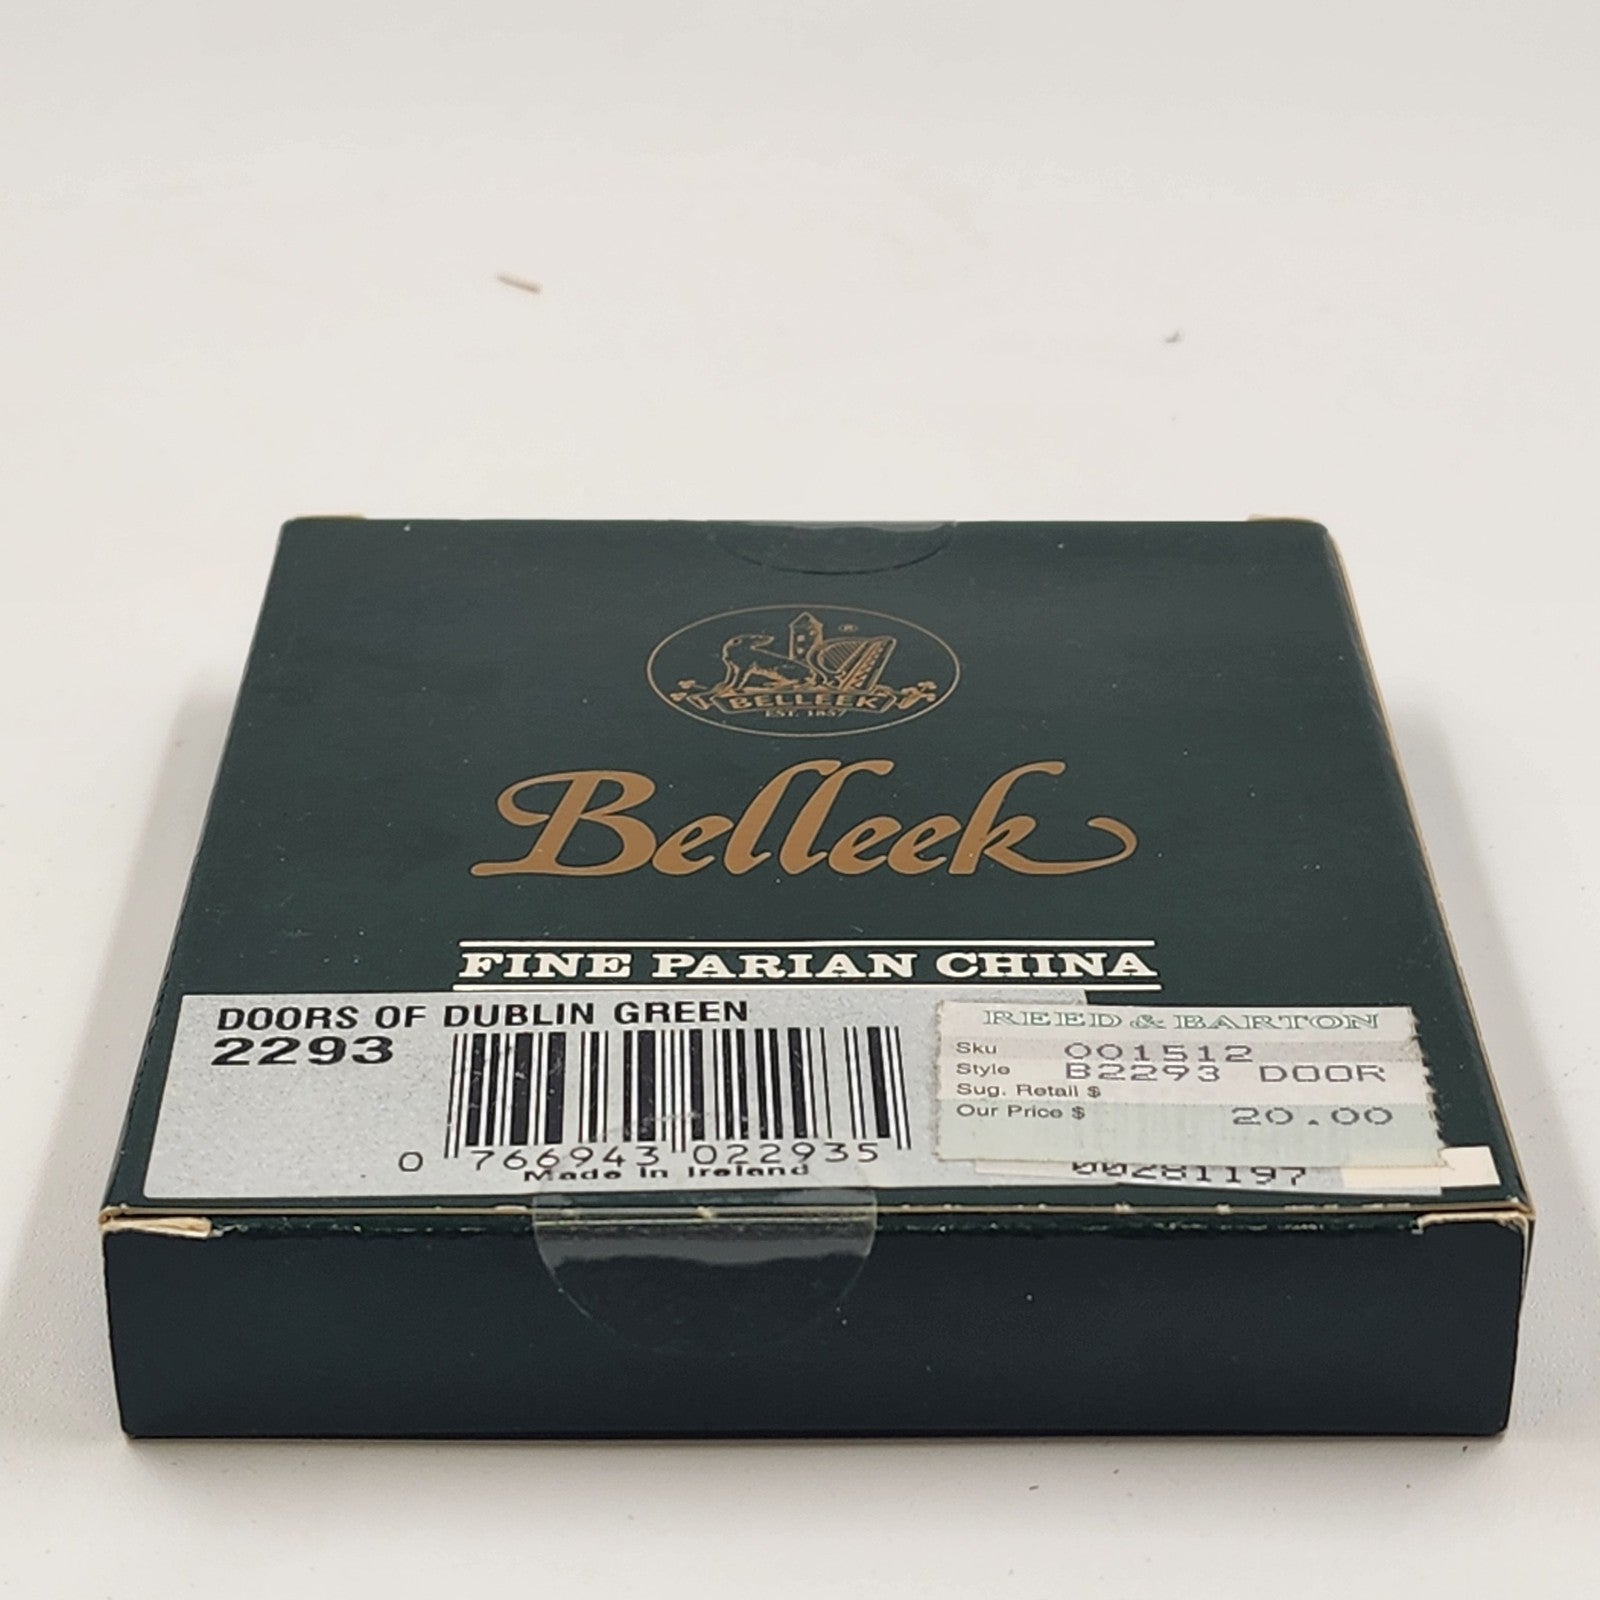 BELLEEK
EST. 1857
®
Belleek
FINE PARIAN CHINA
DOORS OF DUBLIN GREEN
2293
0 766943 022935
Made in Ireland
REED & BARTON
Sku 001512
Style B2293 DOOR
Sug. Retail $
Our Price $ 20.00
00281197